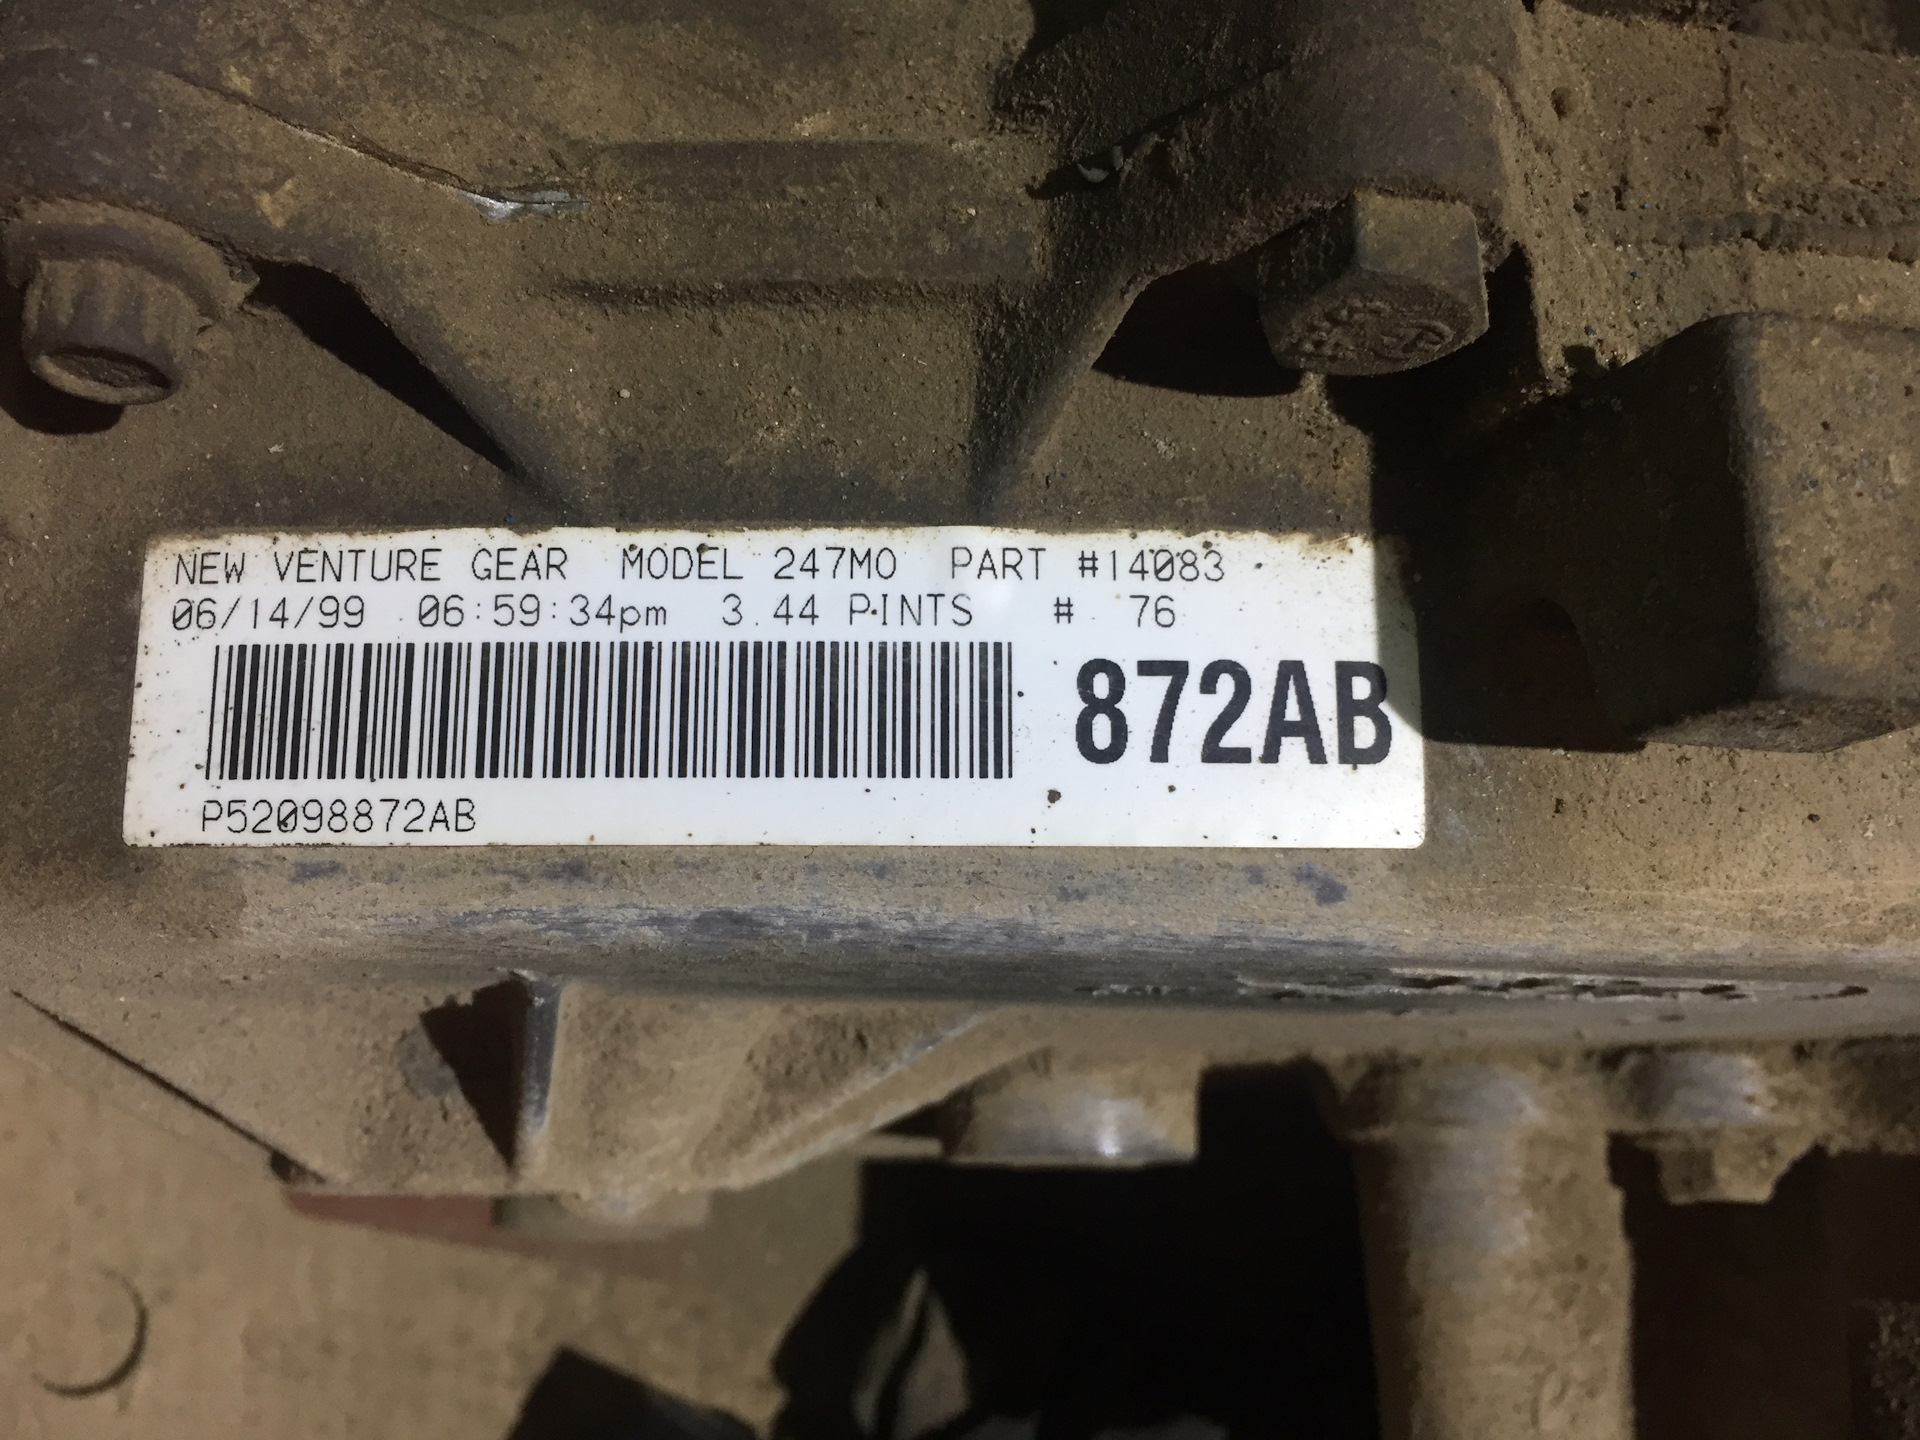 NEW VENTURE GEAR MODEL 247MO PART #14083
06/14/99 06:59:34pm 3.44 PINTS # 76
872AB
P52098872AB